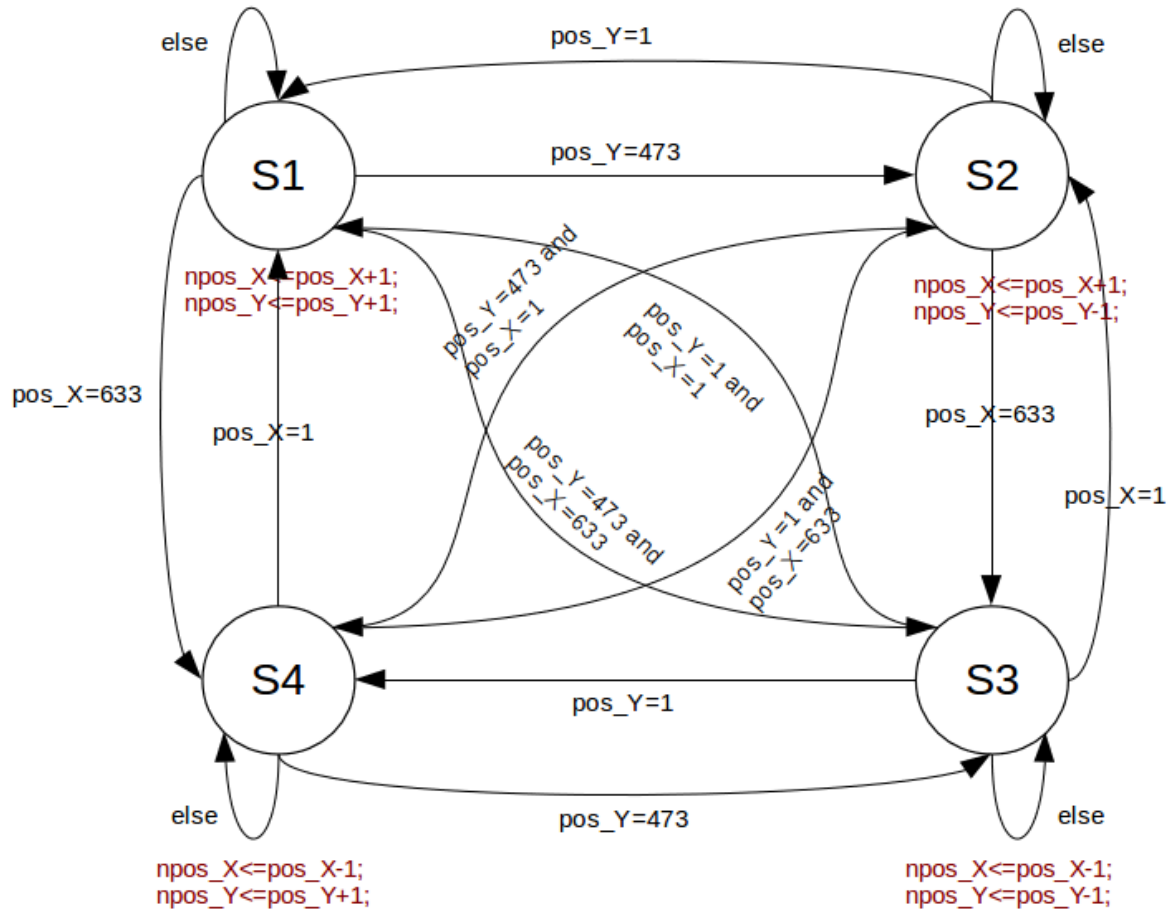 else
pos_Y=1
else
S1
pos_Y=473
S2
npos_X<=pos_X+1;
npos_Y<=pos_Y+1;
pos_Y=473 and
pos_X=1
pos_Y=1 and
pos_X=1
npos_X<=pos_X+1;
npos_Y<=pos_Y-1;
pos_X=633
pos_X=1
pos_X=633
pos_Y=473 and
pos_X=633
pos_Y=1 and
pos_X=633
pos_X=1
S4
pos_Y=1
S3
else
pos_Y=473
else
npos_X<=pos_X-1;
npos_Y<=pos_Y+1;
npos_X<=pos_X-1;
npos_Y<=pos_Y-1;